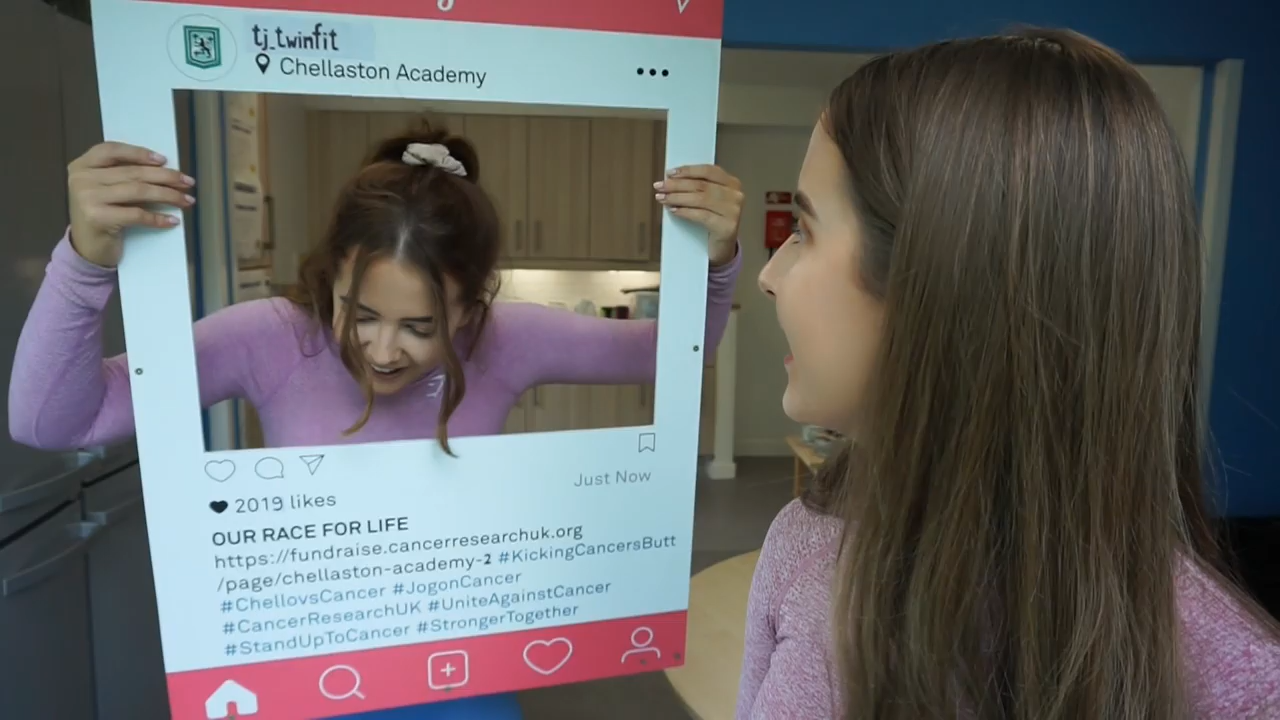 tj_twinfit
Chellaston Academy
Just Now
2019 likes
OUR RACE FOR LIFE
https://fundraise.cancerresearchuk.org
/page/chellaston-academy-2 #KickingCancersButt
#ChellovsCancer #JogonCancer
#CancerResearchUK #UniteAgainstCancer
#StandUpToCancer #StrongerTogether